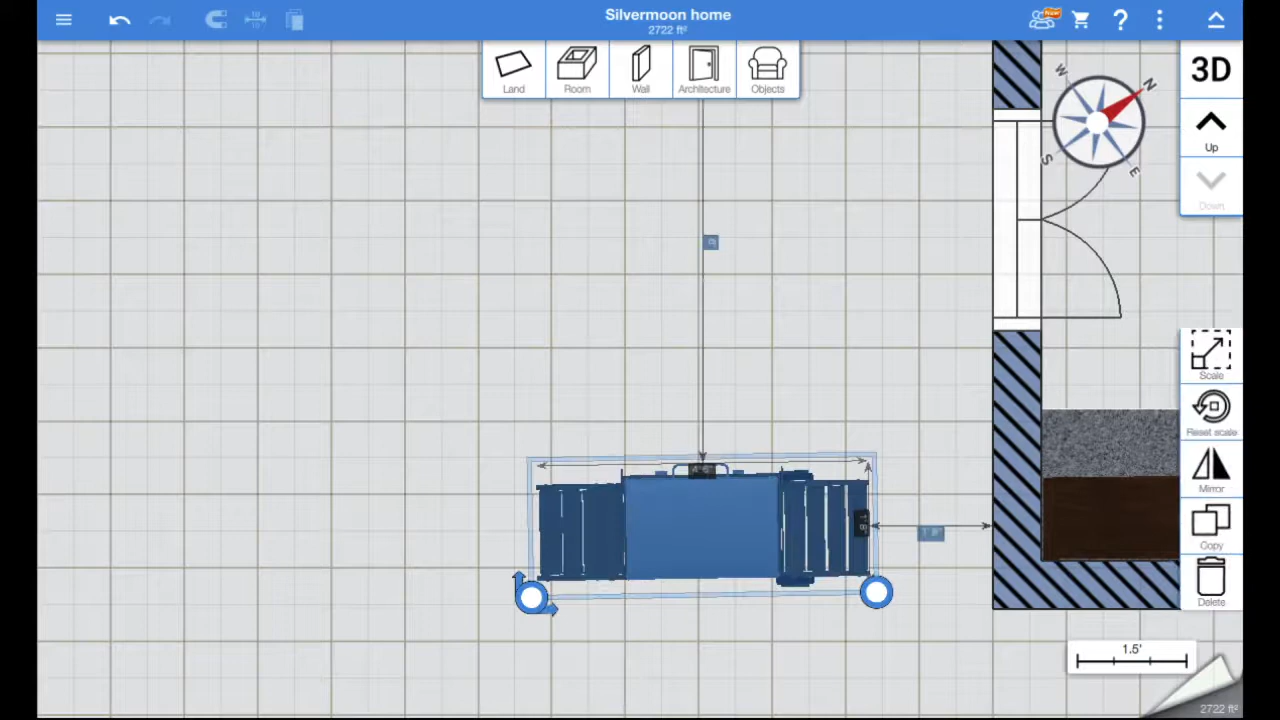 Silvermoon home
2722 ft²
New
Land
Room
Wall
Architecture
Objects
W
N
S
E
3D
Up
Down
Scale
Reset scale
Mirror
Copy
Delete
1.5'
2722 ft²